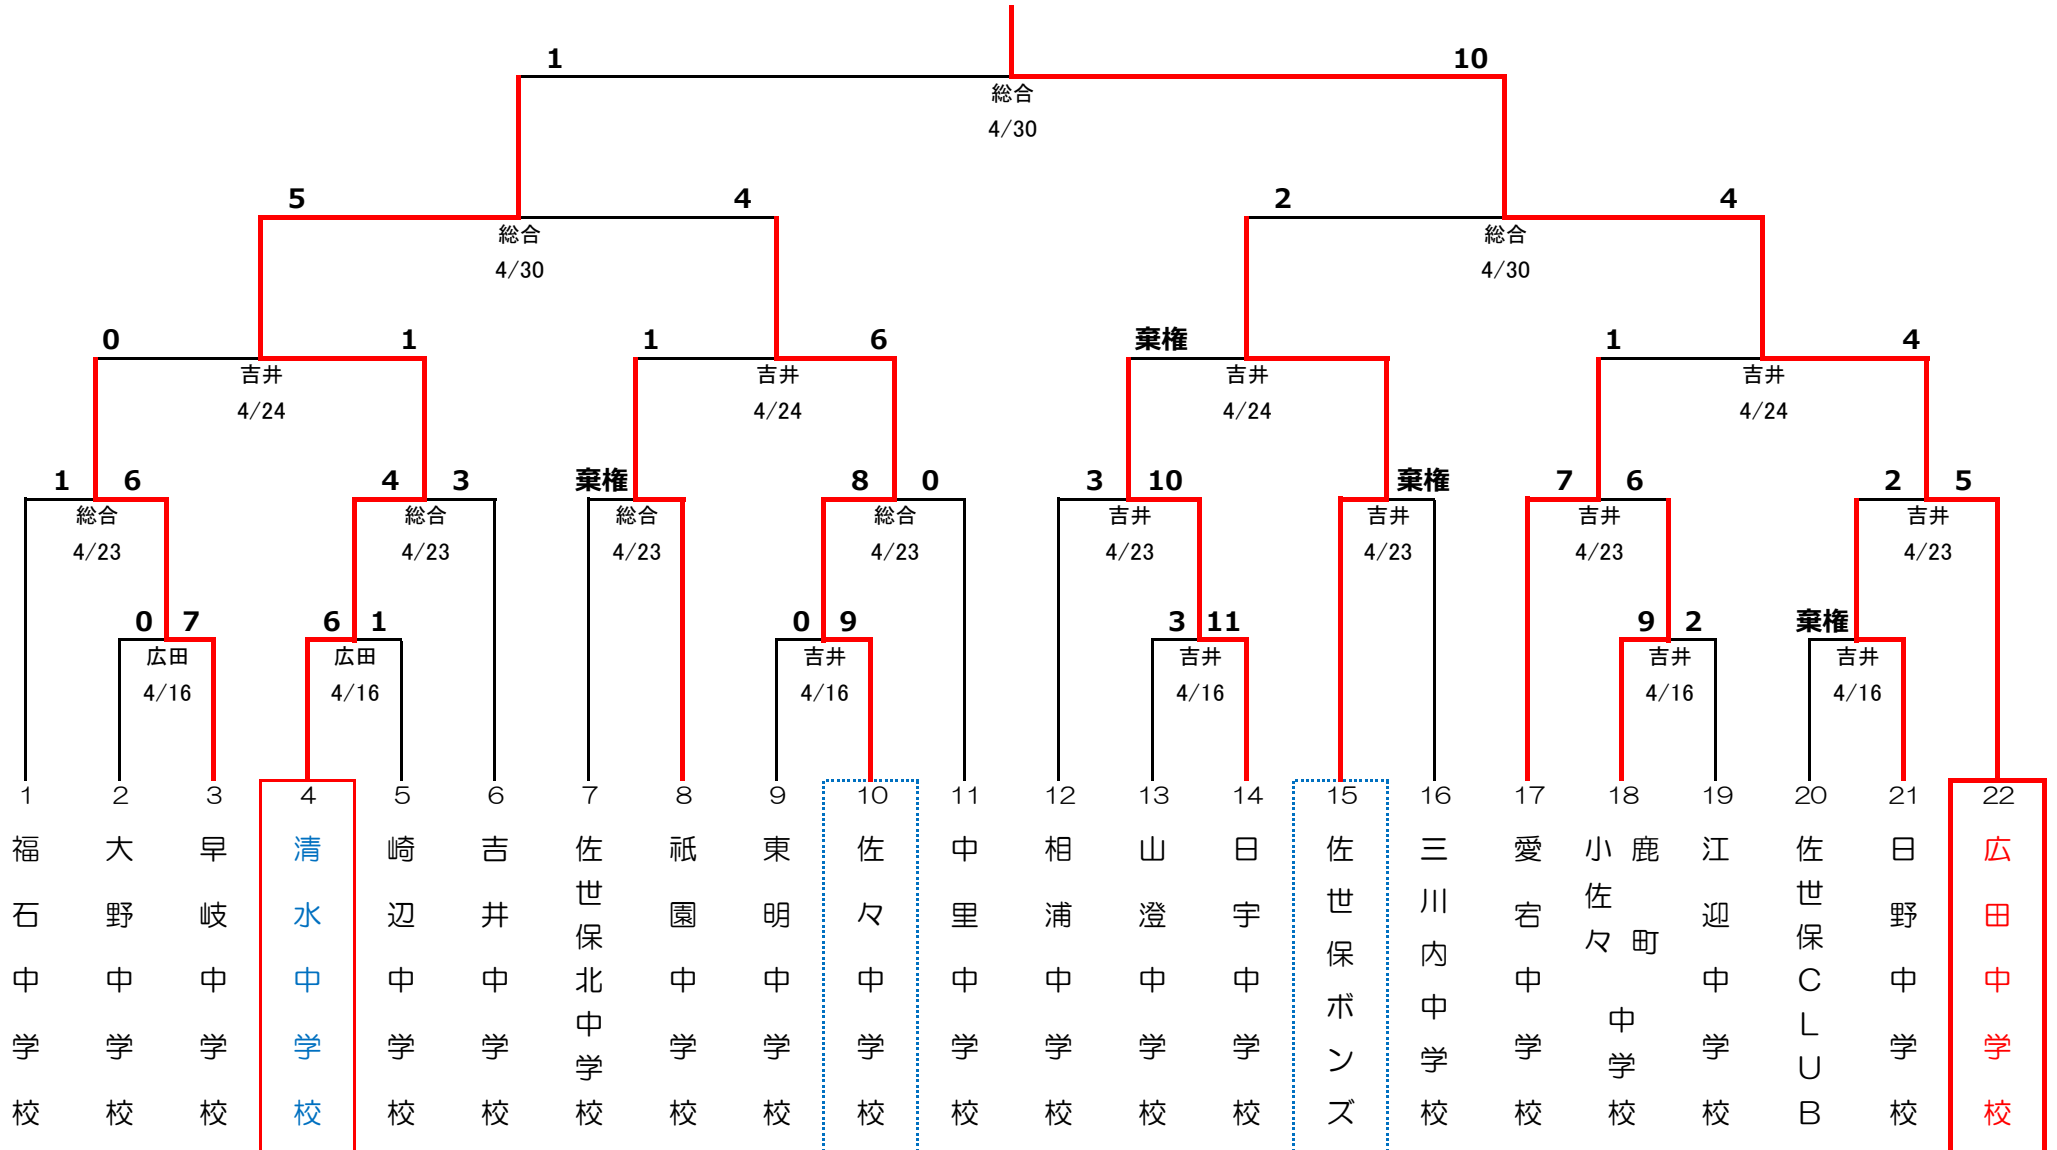 1 10
総合
4/30
5 4 2 4
総合 総合
4/30 4/30
0 1 1 6 棄権 1 4
吉井 吉井 吉井 吉井
4/24 4/24 4/24 4/24
1 6 4 3 棄権 8 0 3 10 棄権 7 6 2 5
総合 総合 総合 総合 吉井 吉井 吉井 吉井
4/23 4/23 4/23 4/23 4/23 4/23 4/23 4/23
0 7 6 1 0 9 3 11 9 2 棄権
広田 広田 吉井 吉井 吉井 吉井
4/16 4/16 4/16 4/16 4/16 4/16
1 2 3 4 5 6 7 8 9 10 11 12 13 14 15 16 17 18 19 20 21 22
福石中学校
大野中学校
早岐中学校
清水中学校
崎辺中学校
吉井中学校
佐世保北中学校
祇園中学校
東明中学校
佐々中学校
中里中学校
相浦中学校
山澄中学校
日宇中学校
佐世保ボンズ
三川内中学校
愛宕中学校
小佐々
鹿町
中学校
江迎中学校
佐世保CLUB
日野中学校
広田中学校